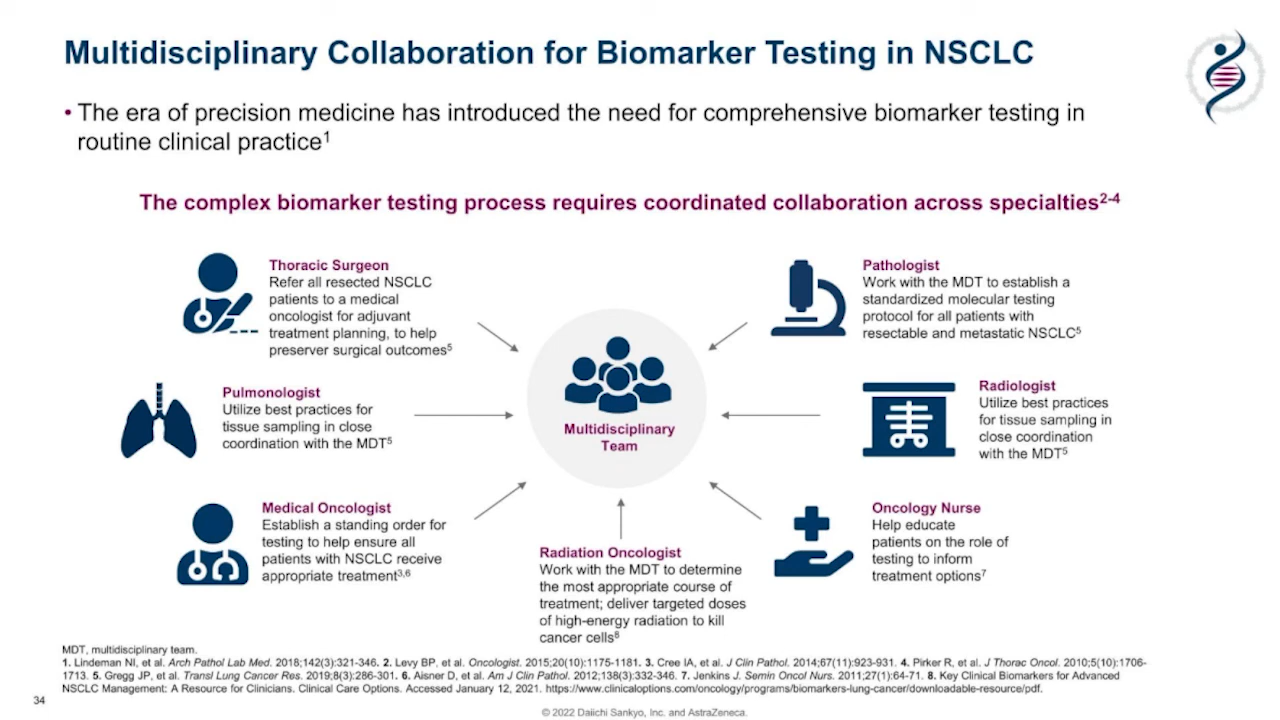 Multidisciplinary Collaboration for Biomarker Testing in NSCLC
• The era of precision medicine has introduced the need for comprehensive biomarker testing in
routine clinical practice1
The complex biomarker testing process requires coordinated collaboration across specialties2-4
Thoracic Surgeon
Refer all resected NSCLC
patients to a medical
oncologist for adjuvant
treatment planning, to help
preserver surgical outcomes5
Pathologist
Work with the MDT to establish a
standardized molecular testing
protocol for all patients with
resectable and metastatic NSCLC5
Pulmonologist
Utilize best practices for
tissue sampling in close
coordination with the MDT5
Multidisciplinary
Team
Radiologist
Utilize best practices
for tissue sampling in
close coordination
with the MDT5
Medical Oncologist
Establish a standing order for
testing to help ensure all
patients with NSCLC receive
appropriate treatment3,6
Radiation Oncologist
Work with the MDT to determine
the most appropriate course of
treatment; deliver targeted doses
of high-energy radiation to kill
cancer cells8
Oncology Nurse
Help educate
patients on the role of
testing to inform
treatment options7
MDT, multidisciplinary team.
1. Lindeman NI, et al. Arch Pathol Lab Med. 2018;142(3):321-346. 2. Levy BP, et al. Oncologist. 2015;20(10):1175-1181. 3. Cree IA, et al. J Clin Pathol. 2014;67(11):923-931. 4. Pirker R, et al. J Thorac Oncol. 2010;5(10):1706-
1713. 5. Gregg JP, et al. Transl Lung Cancer Res. 2019;8(3):286-301. 6. Aisner D, et al. Am J Clin Pathol. 2012;138(3):332-346. 7. Jenkins J. Semin Oncol Nurs. 2011;27(1):64-71. 8. Key Clinical Biomarkers for Advanced
NSCLC Management: A Resource for Clinicians. Clinical Care Options. Accessed January 12, 2021. https://www.clinicaloptions.com/oncology/programs/biomarkers-lung-cancer/downloadable-resource/pdf.
34
© 2022 Daiichi Sankyo, Inc. and AstraZeneca.